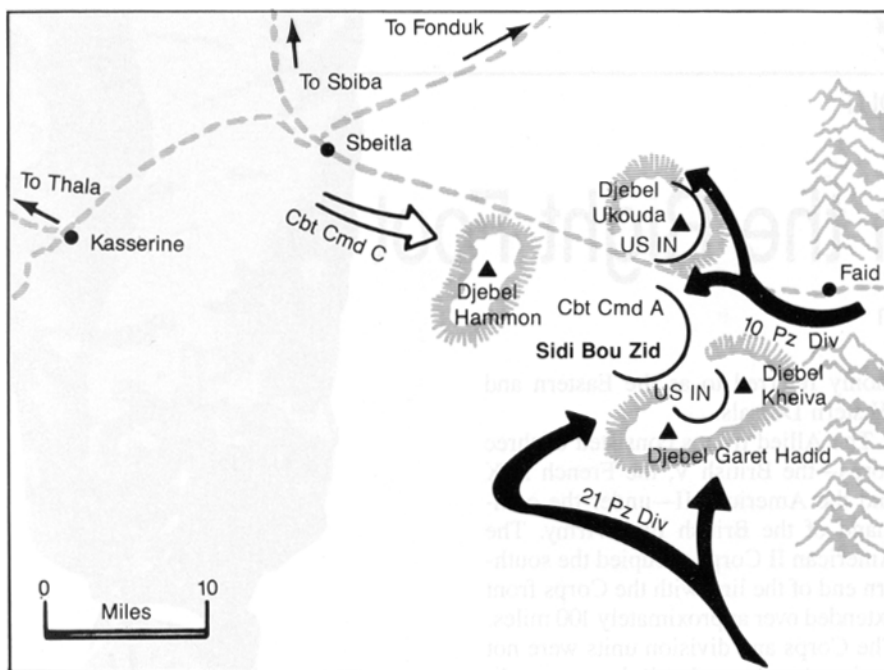 To Fonduk
To Sbiba
Sbeitla
To Thala
Kasserine
Cbt Cmd C
Djebel
Hammon
Djebel
Ukouda
US IN
Faid
10 Pz Div
Cbt Cmd A
Sidi Bou Zid
US IN
Djebel
Kheiva
Djebel Garet Hadid
21 Pz Div
0 10
Miles